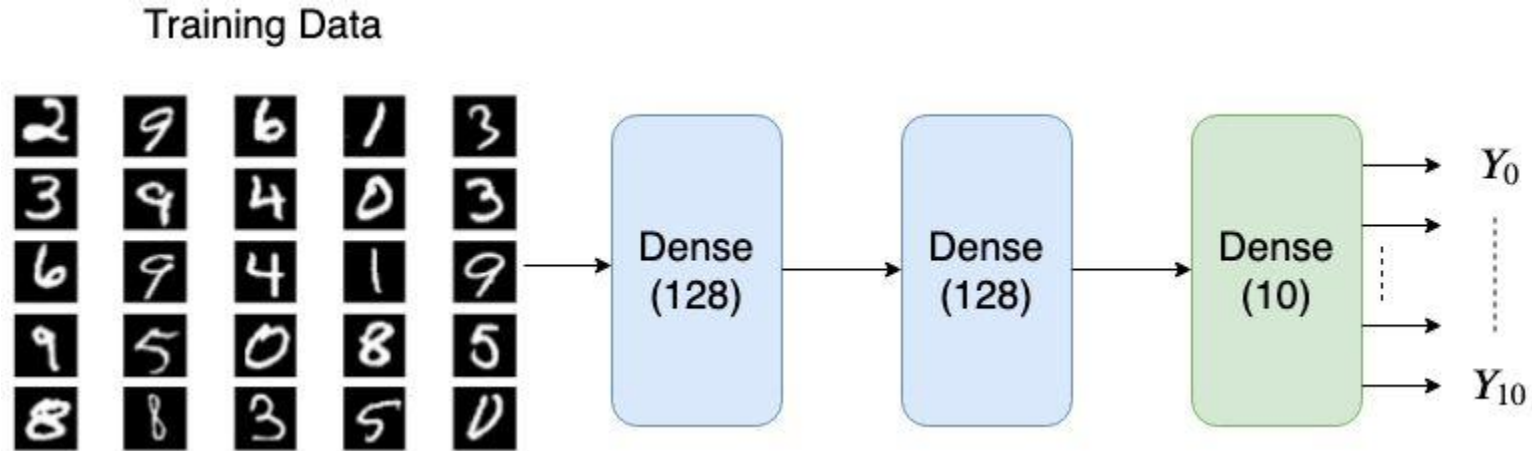 Training Data
2 9 6 1 3
3 9 4 0 3
6 9 4 1 9
9 5 0 8 5
8 8 3 5 0
Dense
(128)
Dense
(128)
Dense
(10)
Y0
Y10